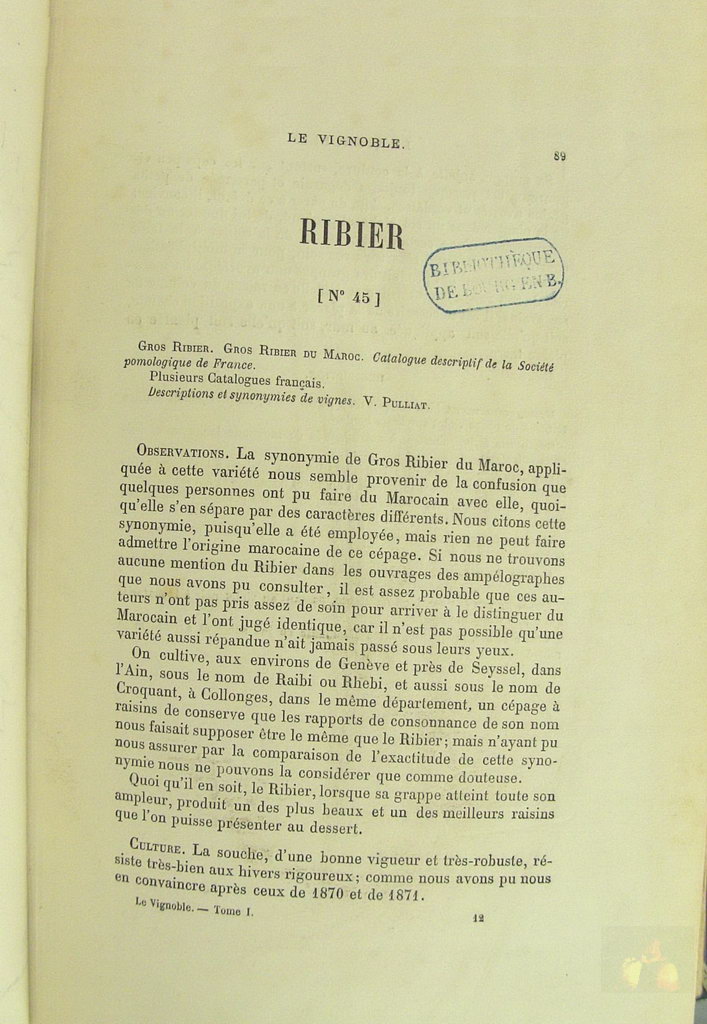 LE VIGNOBLE.
89
RIBIER
BIBLIOTHÈQUE
DE BOURG EN B.
[ N° 45 ]
Gros Ribier. Gros Ribier du Maroc. Catalogue descriptif de la Société
pomologique de France.
Plusieurs Catalogues français.
Descriptions et synonymies de vignes. V. Pulliat.
Observations. La synonymie de Gros Ribier du Maroc, appli-
quée à cette variété nous semble provenir de la confusion que
quelques personnes ont pu faire du Marocain avec elle, quoi-
qu'elle s'en sépare par des caractères différents. Nous citons cette
synonymie, puisqu'elle a été employée, mais rien ne peut faire
admettre l'origine marocaine de ce cépage. Si nous ne trouvons
aucune mention du Ribier dans les ouvrages des ampélographes
que nous avons pu consulter, il est assez probable que ces au-
teurs n'ont pas pris assez de soin pour arriver à le distinguer du
Marocain et l'ont jugé identique, car il n'est pas possible qu'une
variété aussi répandue n'ait jamais passé sous leurs yeux.
On cultive, aux environs de Genève et près de Seyssel, dans
l'Ain, sous le nom de Raibi ou Rhebi, et aussi sous le nom de
Croquant, à Collonges, dans le même département, un cépage à
raisins de conserve que les rapports de consonnance de son nom
nous faisait supposer être le même que le Ribier; mais n'ayant pu
nous assurer par la comparaison de l'exactitude de cette syno-
nymie nous ne pouvons la considérer que comme douteuse.
Quoi qu'il en soit, le Ribier, lorsque sa grappe atteint toute son
ampleur, produit un des plus beaux et un des meilleurs raisins
que l'on puisse présenter au dessert.
Culture. La souche, d'une bonne vigueur et très-robuste, ré-
siste très-bien aux hivers rigoureux; comme nous avons pu nous
en convaincre après ceux de 1870 et de 1871.
Le Vignoble. — Tome I.
12